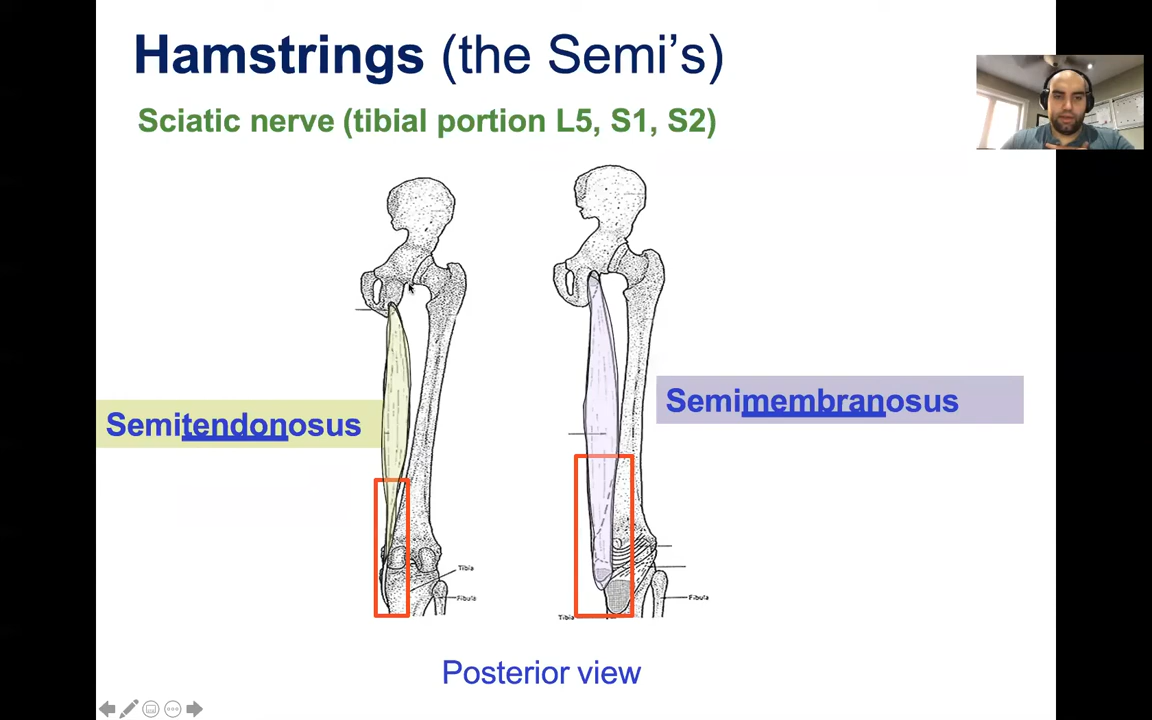 Hamstrings (the Semi's)
Sciatic nerve (tibial portion L5, S1, S2)
Semimembranosus
Semitendonosus
Tibia
Fibula
Fibula
Tibia
Posterior view